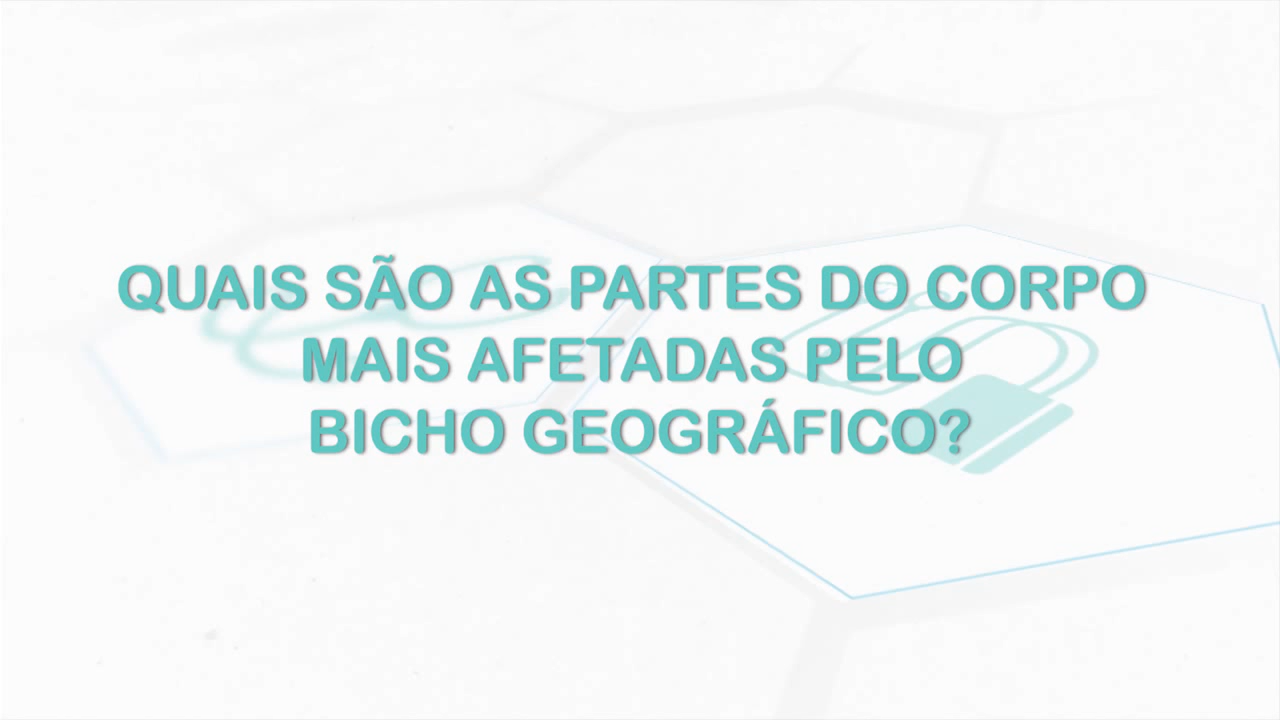 QUAIS SÃO AS PARTES DO CORPO
MAIS AFETADAS PELO
BICHO GEOGRÁFICO?